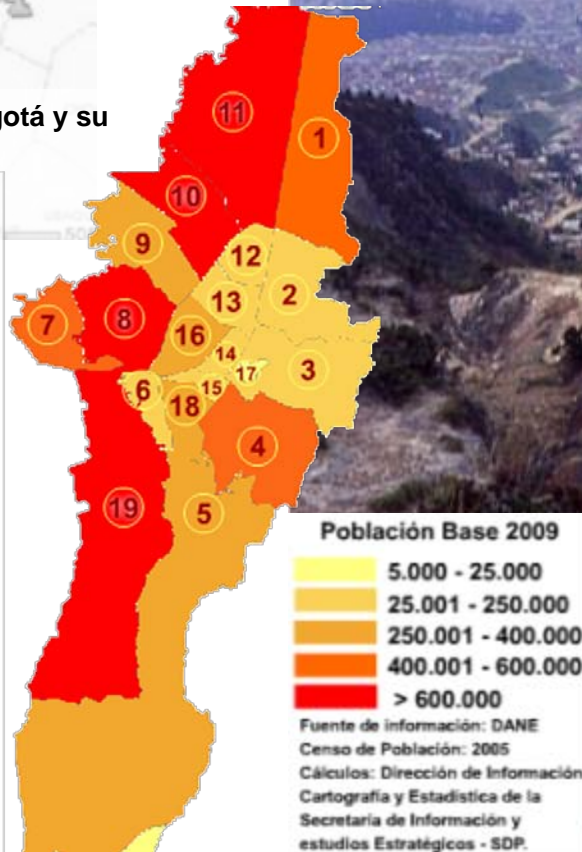 gotá y su
11
1
10
9
12
2
13
7
8
16
14
17
3
6
15
18
4
19
5
Población Base 2009
5.000 - 25.000
25.001 - 250.000
250.001 - 400.000
400.001 - 600.000
> 600.000
Fuente de información: DANE
Censo de Población: 2005
Cálculos: Dirección de Información
Cartografía y Estadística de la
Secretaría de Información y
estudios Estratégicos - SDP.